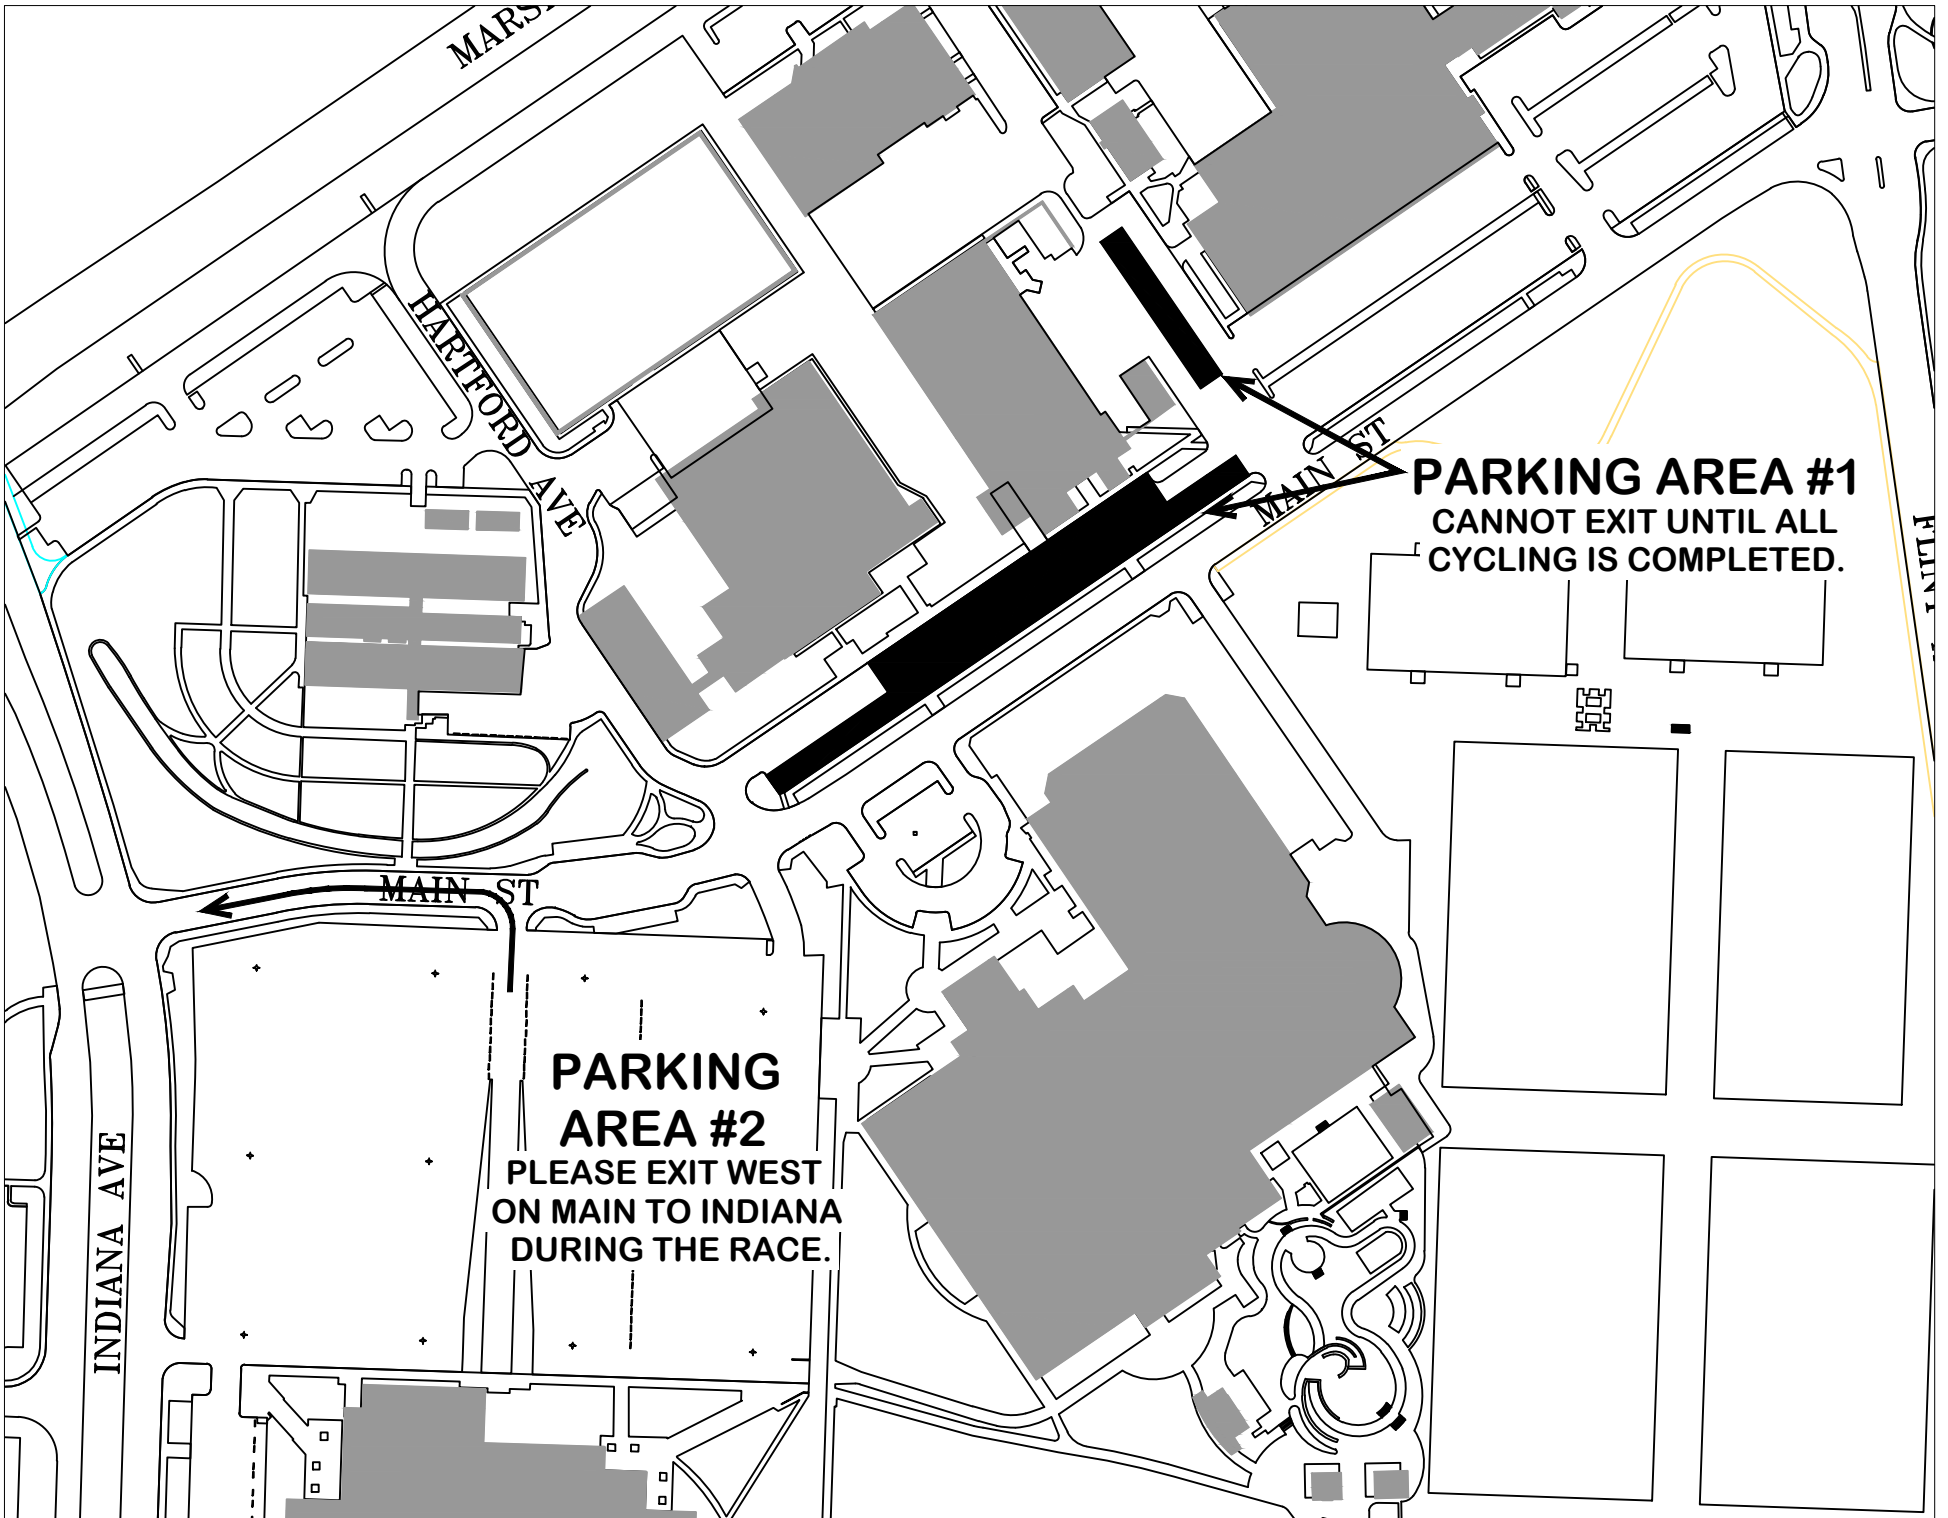 MARS
HARTFORD AVE
MAIN ST
PARKING AREA #1
CANNOT EXIT UNTIL ALL
CYCLING IS COMPLETED.
FLINT
MAIN ST
PARKING
AREA #2
PLEASE EXIT WEST
ON MAIN TO INDIANA
DURING THE RACE.
INDIANA AVE